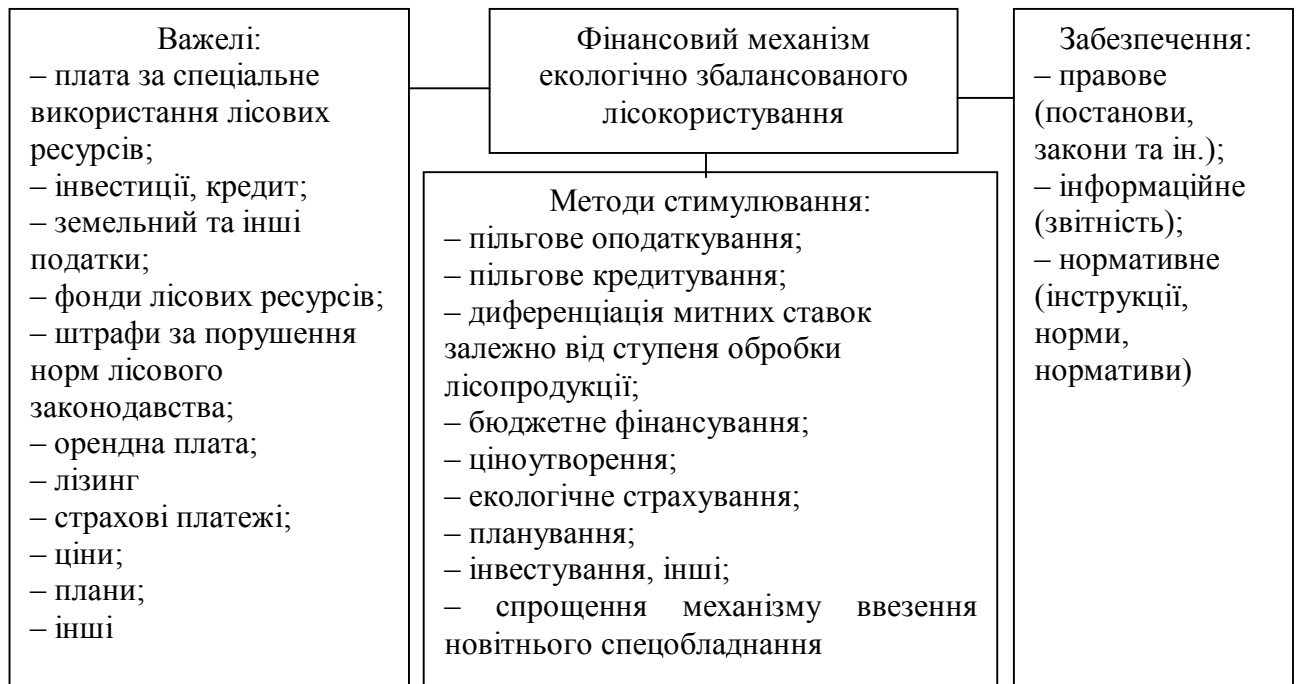 Важелі:
– плата за спеціальне
використання лісових
ресурсів;
– інвестиції, кредит;
– земельний та інші
податки;
– фонди лісових ресурсів;
– штрафи за порушення
норм лісового
законодавства;
– орендна плата;
– лізинг
– страхові платежі;
– ціни;
– плани;
– інші
Фінансовий механізм
екологічно збалансованого
лісокористування
Методи стимулювання:
– пільгове оподаткування;
– пільгове кредитування;
– диференціація митних ставок
залежно від ступеня обробки
лісопродукції;
– бюджетне фінансування;
– ціноутворення;
– екологічне страхування;
– планування;
– інвестування, інші;
– спрощення механізму ввезення
новітнього спецобладнання
Забезпечення:
– правове
(постанови,
закони та ін.);
– інформаційне
(звітність);
– нормативне
(інструкції,
норми,
нормативи)